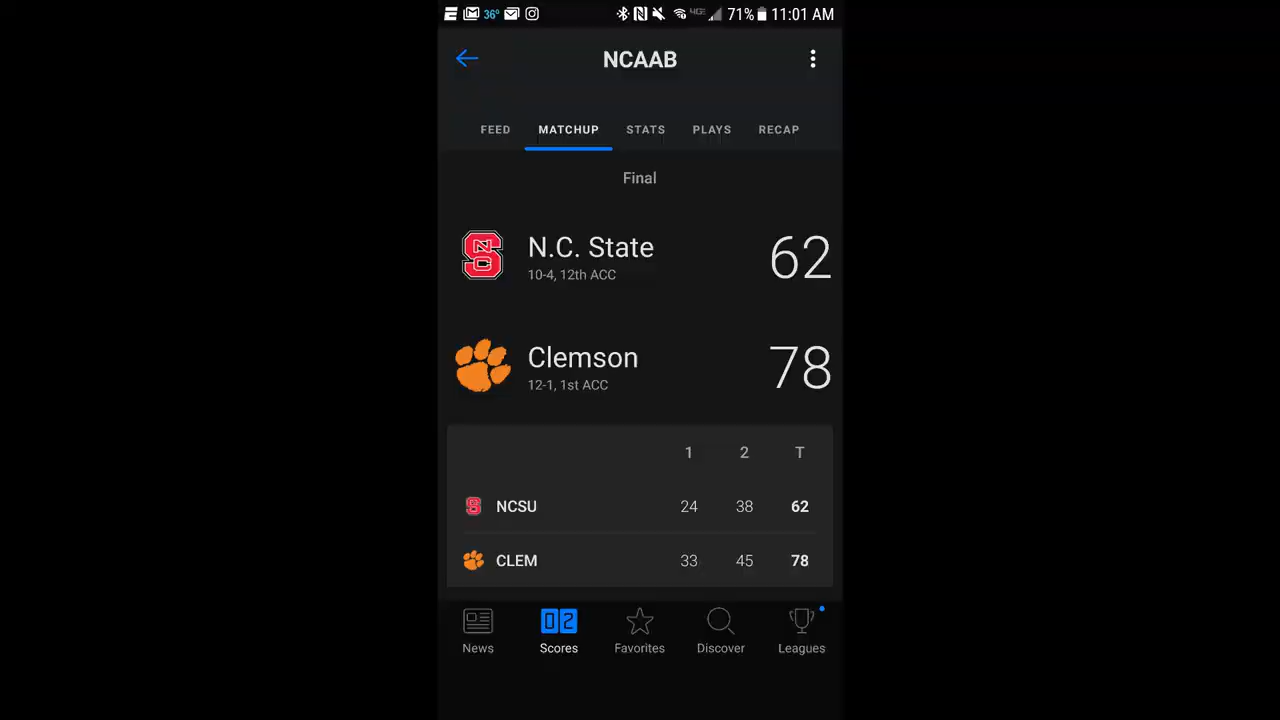 36° 4G 71% 11:01 AM
NCAAB
FEED MATCHUP STATS PLAYS RECAP
Final
N.C. State 62
10-4, 12th ACC
Clemson 78
12-1, 1st ACC
1 2 T
NCSU 24 38 62
CLEM 33 45 78
02
News Scores Favorites Discover Leagues